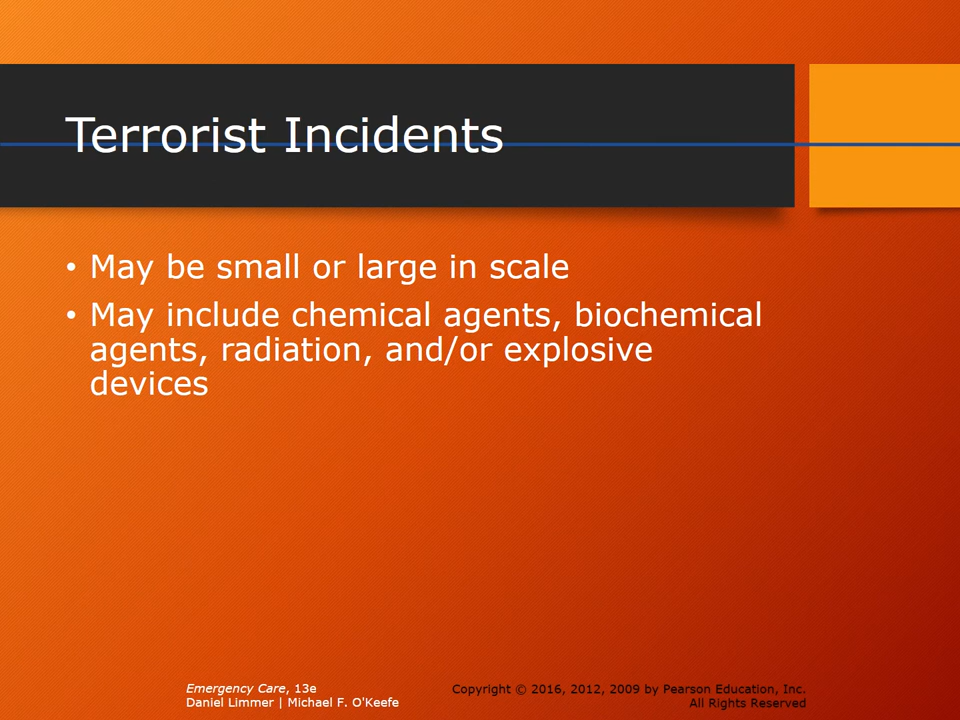 Terrorist Incidents
• May be small or large in scale
• May include chemical agents, biochemical
agents, radiation, and/or explosive
devices
Emergency Care, 13e
Daniel Limmer | Michael F. O'Keefe
Copyright © 2016, 2012, 2009 by Pearson Education, Inc.
All Rights Reserved